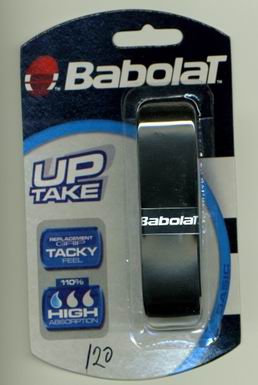 BabolaT
UP
TAKE
REPLACEMENT
GRIP
TACKY
FEEL
BabolaT
110%
HIGH
ABSORPTION
120